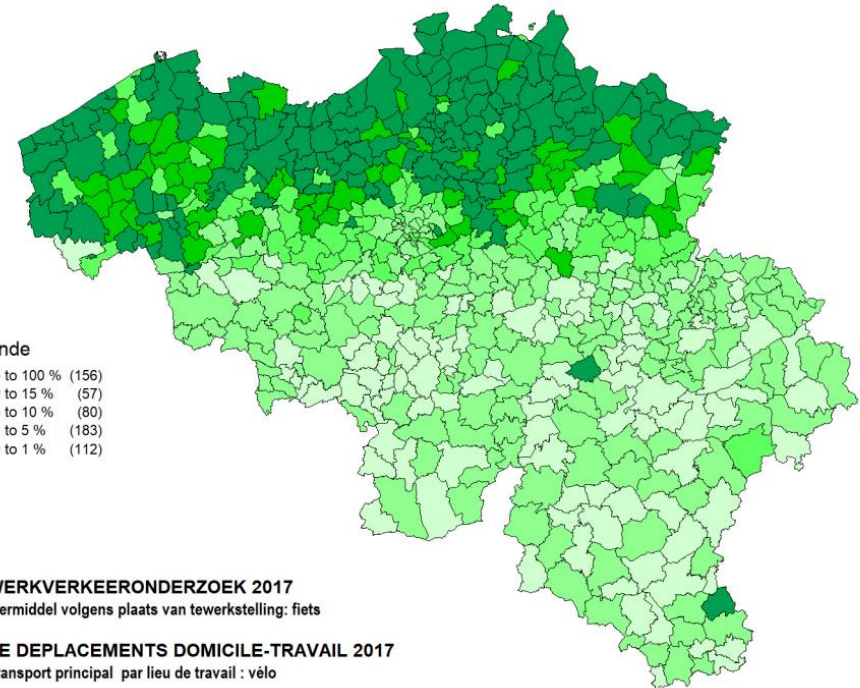 nde
to 100 % (156)
to 15 % (57)
to 10 % (80)
to 5 % (183)
to 1 % (112)
WERKVERKEERONDERZOEK 2017
ermiddel volgens plaats van tewerkstelling: fiets
E DEPLACEMENTS DOMICILE-TRAVAIL 2017
ransport principal par lieu de travail : vélo